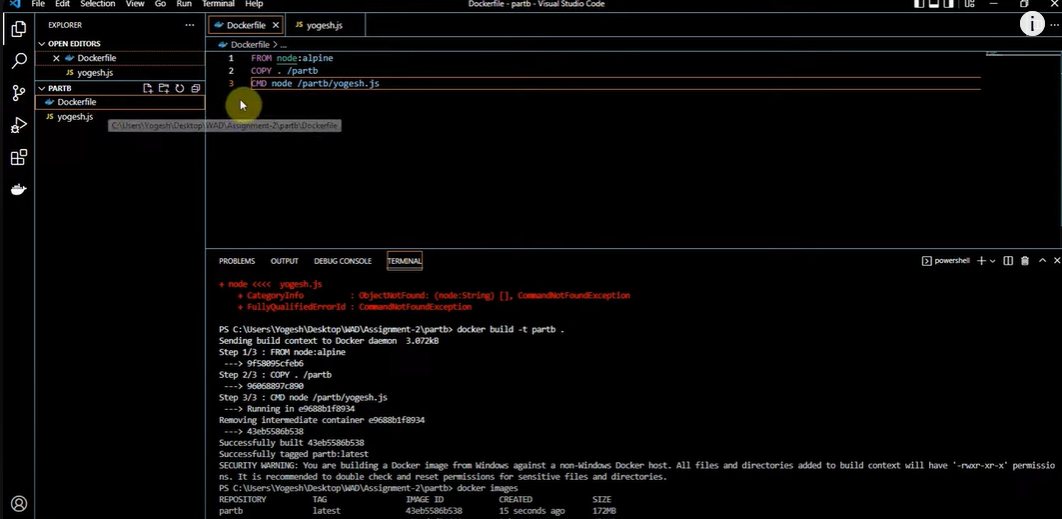 File Edit Selection View Go Run Terminal Help
Dockerfile - partb - Visual Studio Code
EXPLORER
Dockerfile
JS yogesh.js
OPEN EDITORS
Dockerfile
JS yogesh.js
PARTB
Dockerfile
JS yogesh.js
C:\Users\Yogesh\Desktop\WAD\Assignment-2\partb\Dockerfile
Dockerfile > ...
1 FROM node:alpine
2 COPY . /partb
3 CMD node /partb/yogesh.js
i
PROBLEMS OUTPUT DEBUG CONSOLE TERMINAL
powershell
+ node <<<< yogesh.js
+ CategoryInfo : ObjectNotFound: (node:String) [], CommandNotFoundException
+ FullyQualifiedErrorId : CommandNotFoundException
PS C:\Users\Yogesh\Desktop\WAD\Assignment-2\partb> docker build -t partb .
Sending build context to Docker daemon 3.072kB
Step 1/3 : FROM node:alpine
---> 9f58095cfeb6
Step 2/3 : COPY . /partb
---> 96068897c890
Step 3/3 : CMD node /partb/yogesh.js
---> Running in e9688b1f8934
Removing intermediate container e9688b1f8934
---> 43eb5586b538
Successfully built 43eb5586b538
Successfully tagged partb:latest
SECURITY WARNING: You are building a Docker image from Windows against a non-Windows Docker host. All files and directories added to build context will have '-rwxr-xr-x' permissio
ns. It is recommended to double check and reset permissions for sensitive files and directories.
PS C:\Users\Yogesh\Desktop\WAD\Assignment-2\partb> docker images
REPOSITORY TAG IMAGE ID CREATED SIZE
partb latest 43eb5586b538 15 seconds ago 172MB